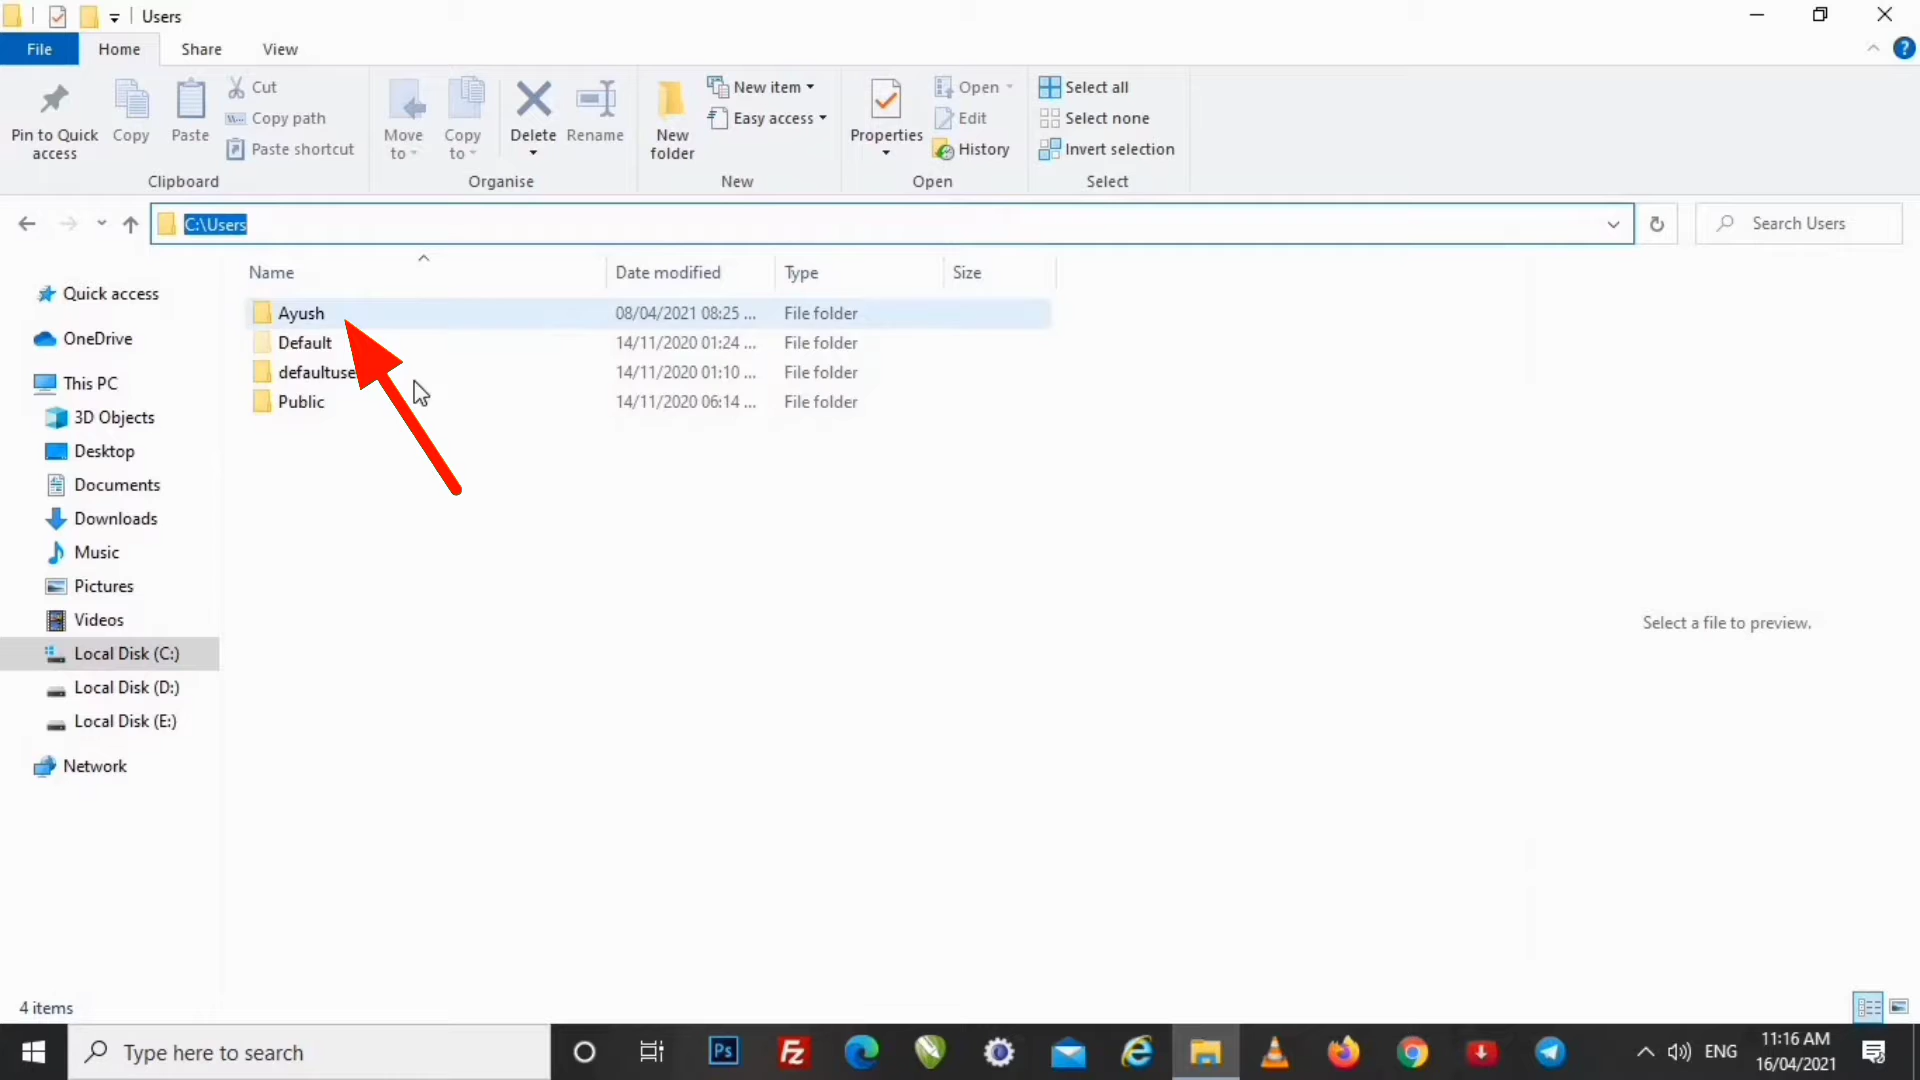 Users
File Home Share View
Pin to Quick access
Copy
Paste
Cut
Copy path
Paste shortcut
Clipboard
Move to
Copy to
Delete
Rename
Organise
New folder
New item
Easy access
New
Properties
Open
Edit
History
Open
Select all
Select none
Invert selection
Select
C:\Users
Search Users
Name Date modified Type Size
Ayush 08/04/2021 08:25 ... File folder
Default 14/11/2020 01:24 ... File folder
defaultuse 14/11/2020 01:10 ... File folder
Public 14/11/2020 06:14 ... File folder
Quick access
OneDrive
This PC
3D Objects
Desktop
Documents
Downloads
Music
Pictures
Videos
Local Disk (C:)
Local Disk (D:)
Local Disk (E:)
Network
Select a file to preview.
4 items
Type here to search
Ps
FZ
ENG
11:16 AM
16/04/2021